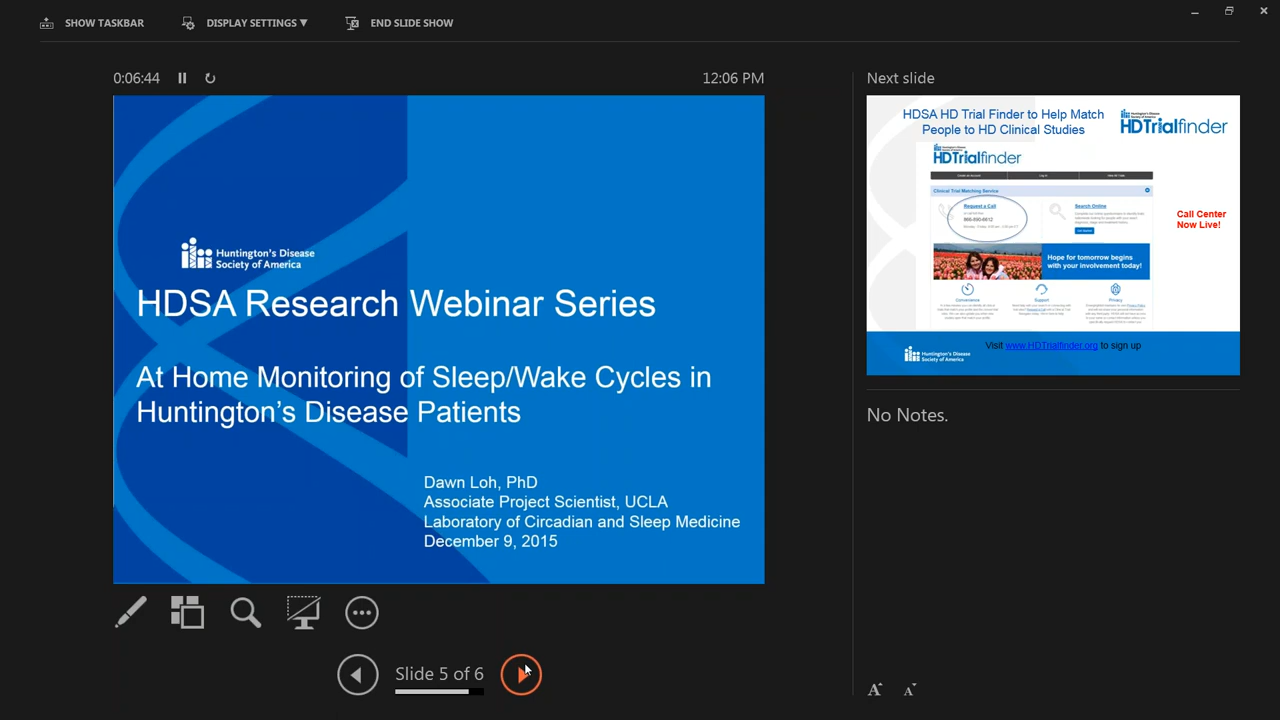 SHOW TASKBAR
DISPLAY SETTINGS ▼
END SLIDE SHOW
0:06:44
12:06 PM
Huntington's Disease
Society of America
HDSA Research Webinar Series
At Home Monitoring of Sleep/Wake Cycles in
Huntington's Disease Patients
Dawn Loh, PhD
Associate Project Scientist, UCLA
Laboratory of Circadian and Sleep Medicine
December 9, 2015
Slide 5 of 6
Next slide
HDSA HD Trial Finder to Help Match
People to HD Clinical Studies
HDTrialfinder
HDTrialfinder
Clinical Trial Matching Service
Request a Call
Search Online
Call Center
Now Live!
Hope for tomorrow begins
with your involvement today!
Convenience
Support
Privacy
Visit www.HDTrialfinder.org to sign up
Huntington's Disease
Society of America
No Notes.
A A